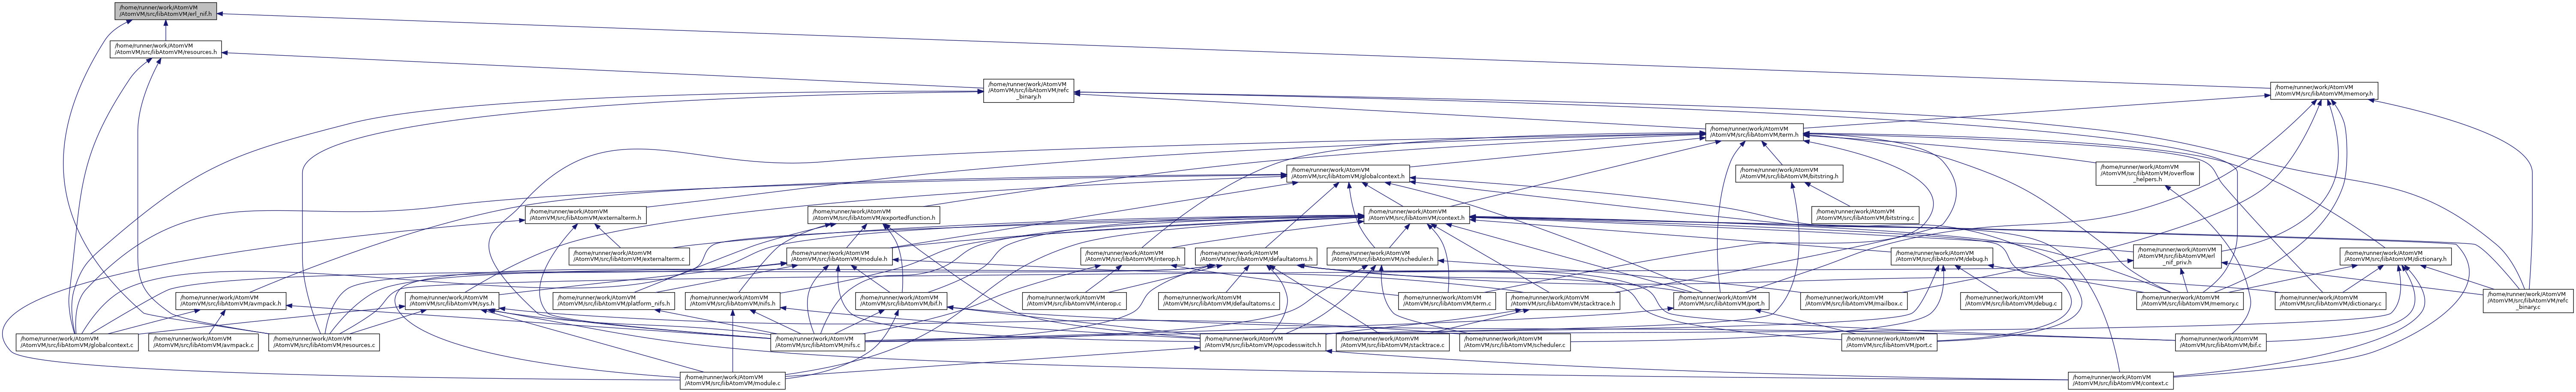 /home/runner/work/AtomVM
/AtomVM/src/libAtomVM/erl_nif.h
/home/runner/work/AtomVM
/AtomVM/src/libAtomVM/resources.h
/home/runner/work/AtomVM
/AtomVM/src/libAtomVM/refc
_binary.h
/home/runner/work/AtomVM
/AtomVM/src/libAtomVM/memory.h
/home/runner/work/AtomVM
/AtomVM/src/libAtomVM/term.h
/home/runner/work/AtomVM
/AtomVM/src/libAtomVM/globalcontext.h
/home/runner/work/AtomVM
/AtomVM/src/libAtomVM/bitstring.h
/home/runner/work/AtomVM
/AtomVM/src/libAtomVM/overflow
_helpers.h
/home/runner/work/AtomVM
/AtomVM/src/libAtomVM/externalterm.h
/home/runner/work/AtomVM
/AtomVM/src/libAtomVM/exportedfunction.h
/home/runner/work/AtomVM
/AtomVM/src/libAtomVM/context.h
/home/runner/work/AtomVM
/AtomVM/src/libAtomVM/bitstring.c
/home/runner/work/AtomVM
/AtomVM/src/libAtomVM/externalterm.c
/home/runner/work/AtomVM
/AtomVM/src/libAtomVM/module.h
/home/runner/work/AtomVM
/AtomVM/src/libAtomVM/interop.h
/home/runner/work/AtomVM
/AtomVM/src/libAtomVM/defaultatoms.h
/home/runner/work/AtomVM
/AtomVM/src/libAtomVM/scheduler.h
/home/runner/work/AtomVM
/AtomVM/src/libAtomVM/debug.h
/home/runner/work/AtomVM
/AtomVM/src/libAtomVM/erl
_nif_priv.h
/home/runner/work/AtomVM
/AtomVM/src/libAtomVM/dictionary.h
/home/runner/work/AtomVM
/AtomVM/src/libAtomVM/avmpack.h
/home/runner/work/AtomVM
/AtomVM/src/libAtomVM/sys.h
/home/runner/work/AtomVM
/AtomVM/src/libAtomVM/platform_nifs.h
/home/runner/work/AtomVM
/AtomVM/src/libAtomVM/nifs.h
/home/runner/work/AtomVM
/AtomVM/src/libAtomVM/bif.h
/home/runner/work/AtomVM
/AtomVM/src/libAtomVM/interop.c
/home/runner/work/AtomVM
/AtomVM/src/libAtomVM/defaultatoms.c
/home/runner/work/AtomVM
/AtomVM/src/libAtomVM/term.c
/home/runner/work/AtomVM
/AtomVM/src/libAtomVM/stacktrace.h
/home/runner/work/AtomVM
/AtomVM/src/libAtomVM/port.h
/home/runner/work/AtomVM
/AtomVM/src/libAtomVM/mailbox.c
/home/runner/work/AtomVM
/AtomVM/src/libAtomVM/debug.c
/home/runner/work/AtomVM
/AtomVM/src/libAtomVM/memory.c
/home/runner/work/AtomVM
/AtomVM/src/libAtomVM/dictionary.c
/home/runner/work/AtomVM
/AtomVM/src/libAtomVM/refc
_binary.c
/home/runner/work/AtomVM
/AtomVM/src/libAtomVM/globalcontext.c
/home/runner/work/AtomVM
/AtomVM/src/libAtomVM/avmpack.c
/home/runner/work/AtomVM
/AtomVM/src/libAtomVM/resources.c
/home/runner/work/AtomVM
/AtomVM/src/libAtomVM/nifs.c
/home/runner/work/AtomVM
/AtomVM/src/libAtomVM/opcodesswitch.h
/home/runner/work/AtomVM
/AtomVM/src/libAtomVM/stacktrace.c
/home/runner/work/AtomVM
/AtomVM/src/libAtomVM/scheduler.c
/home/runner/work/AtomVM
/AtomVM/src/libAtomVM/port.c
/home/runner/work/AtomVM
/AtomVM/src/libAtomVM/bif.c
/home/runner/work/AtomVM
/AtomVM/src/libAtomVM/module.c
/home/runner/work/AtomVM
/AtomVM/src/libAtomVM/context.c